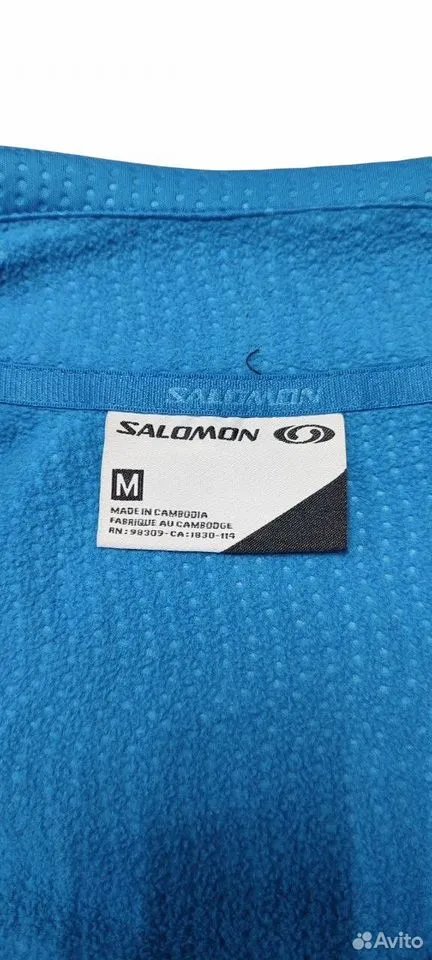 SALOMON
SALOMON
M
MADE IN CAMBODIA
FABRIQUE AU CAMBODGE
RN: 98309-CA:1830-114
Avito